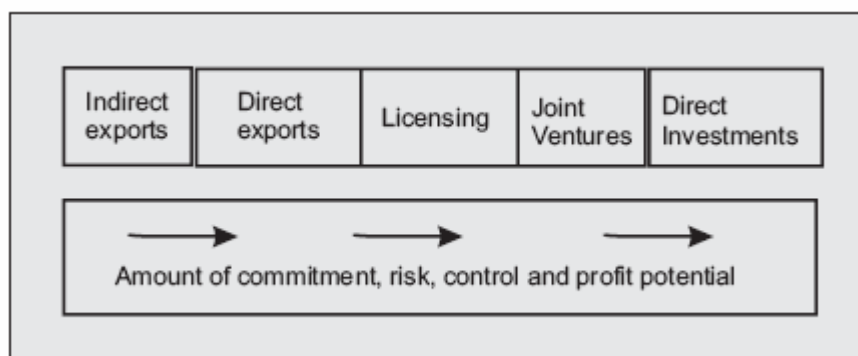 Indirect
exports
Direct
exports
Licensing
Joint
Ventures
Direct
Investments
Amount of commitment, risk, control and profit potential